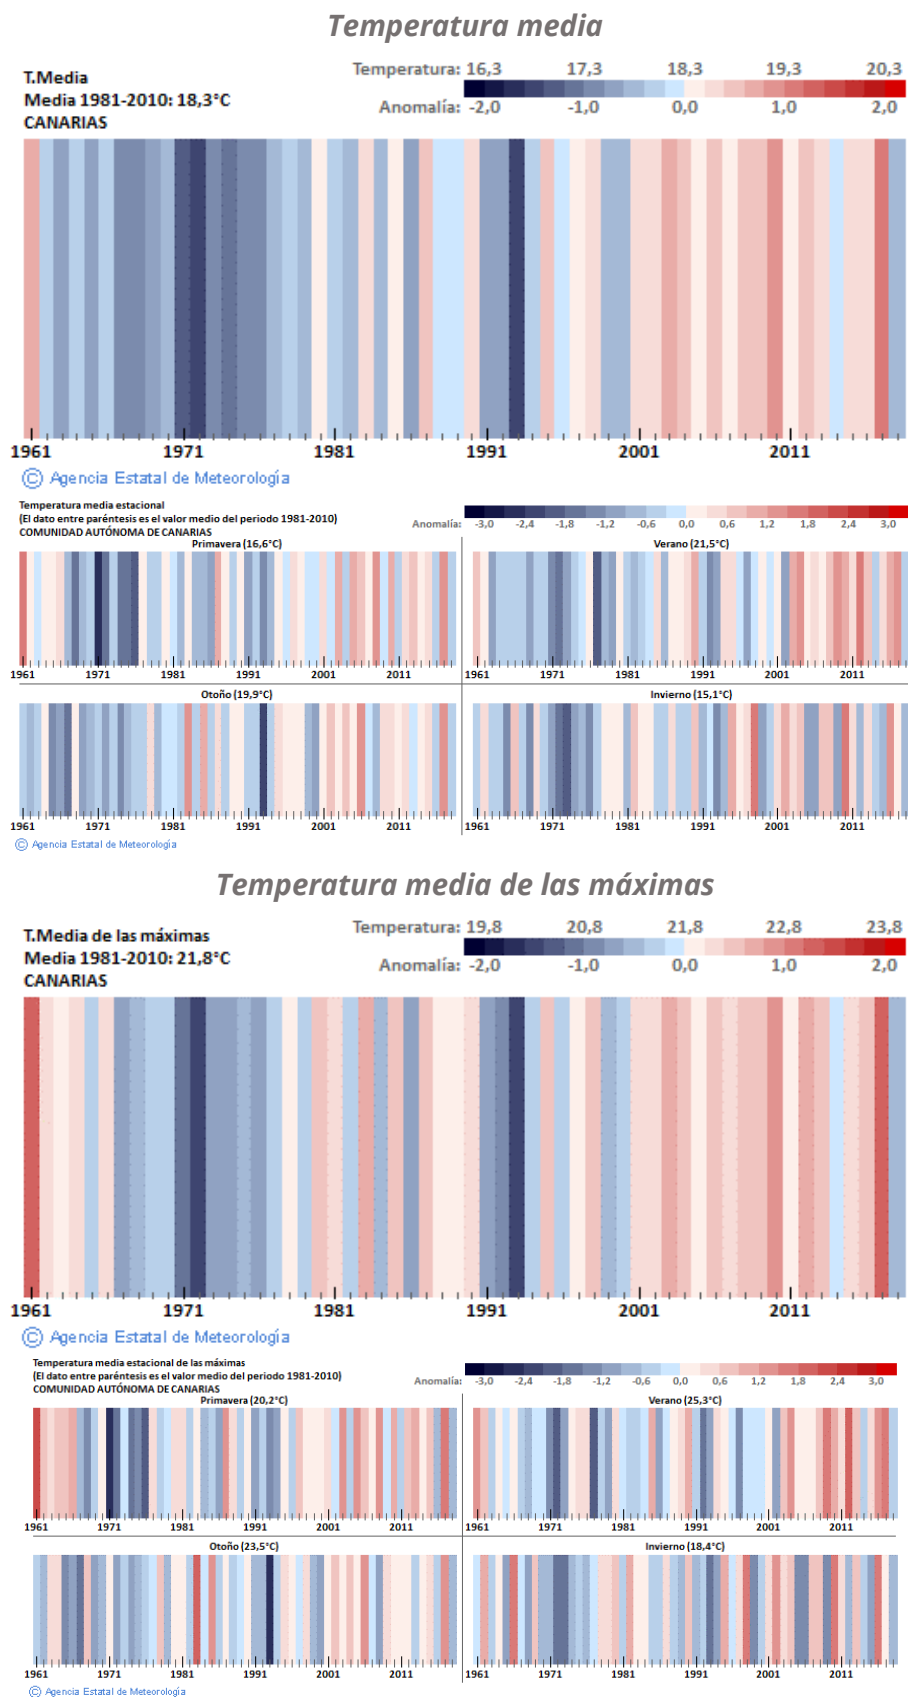 Temperatura media
T.Media
Media 1981-2010: 18,3°C
CANARIAS
Temperatura: 16,3 17,3 18,3 19,3 20,3
Anomalía: -2,0 -1,0 0,0 1,0 2,0
1961 1971 1981 1991 2001 2011
© Agencia Estatal de Meteorología
Temperatura media estacional
(El dato entre paréntesis es el valor medio del periodo 1981-2010)
COMUNIDAD AUTÓNOMA DE CANARIAS
Anomalía: -3,0 -2,4 -1,8 -1,2 -0,6 0,0 0,6 1,2 1,8 2,4 3,0
Primavera (16,6°C)
1961 1971 1981 1991 2001 2011
Verano (21,5°C)
1961 1971 1981 1991 2001 2011
Otoño (19,9°C)
1961 1971 1981 1991 2001 2011
Invierno (15,1°C)
1961 1971 1981 1991 2001 2011
© Agencia Estatal de Meteorología
Temperatura media de las máximas
T.Media de las máximas
Media 1981-2010: 21,8°C
CANARIAS
Temperatura: 19,8 20,8 21,8 22,8 23,8
Anomalía: -2,0 -1,0 0,0 1,0 2,0
1961 1971 1981 1991 2001 2011
© Agencia Estatal de Meteorología
Temperatura media estacional de las máximas
(El dato entre paréntesis es el valor medio del periodo 1981-2010)
COMUNIDAD AUTÓNOMA DE CANARIAS
Anomalía: -3,0 -2,4 -1,8 -1,2 -0,6 0,0 0,6 1,2 1,8 2,4 3,0
Primavera (20,2°C)
1961 1971 1981 1991 2001 2011
Verano (25,3°C)
1961 1971 1981 1991 2001 2011
Otoño (23,5°C)
1961 1971 1981 1991 2001 2011
Invierno (18,4°C)
1961 1971 1981 1991 2001 2011
© Agencia Estatal de Meteorología